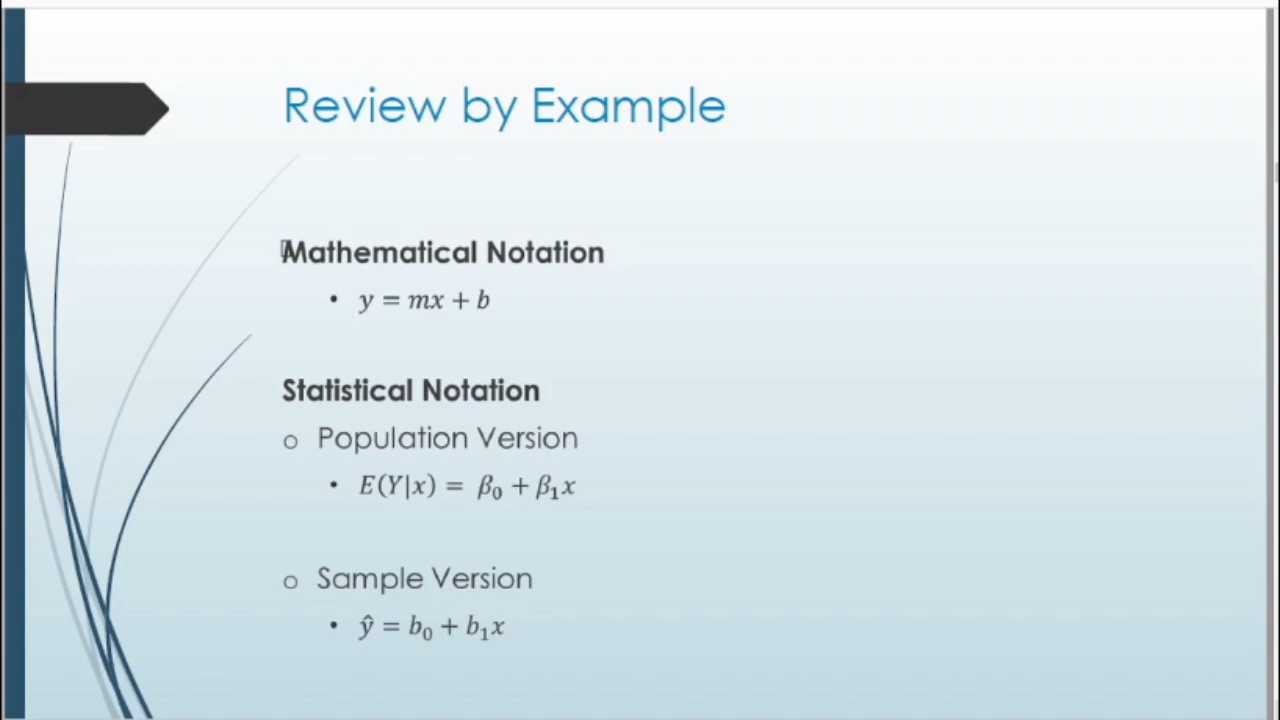 Review by Example
Mathematical Notation
• y = mx + b
Statistical Notation
o Population Version
• E(Y|x) = β₀ + β₁x
o Sample Version
• ŷ = b₀ + b₁x